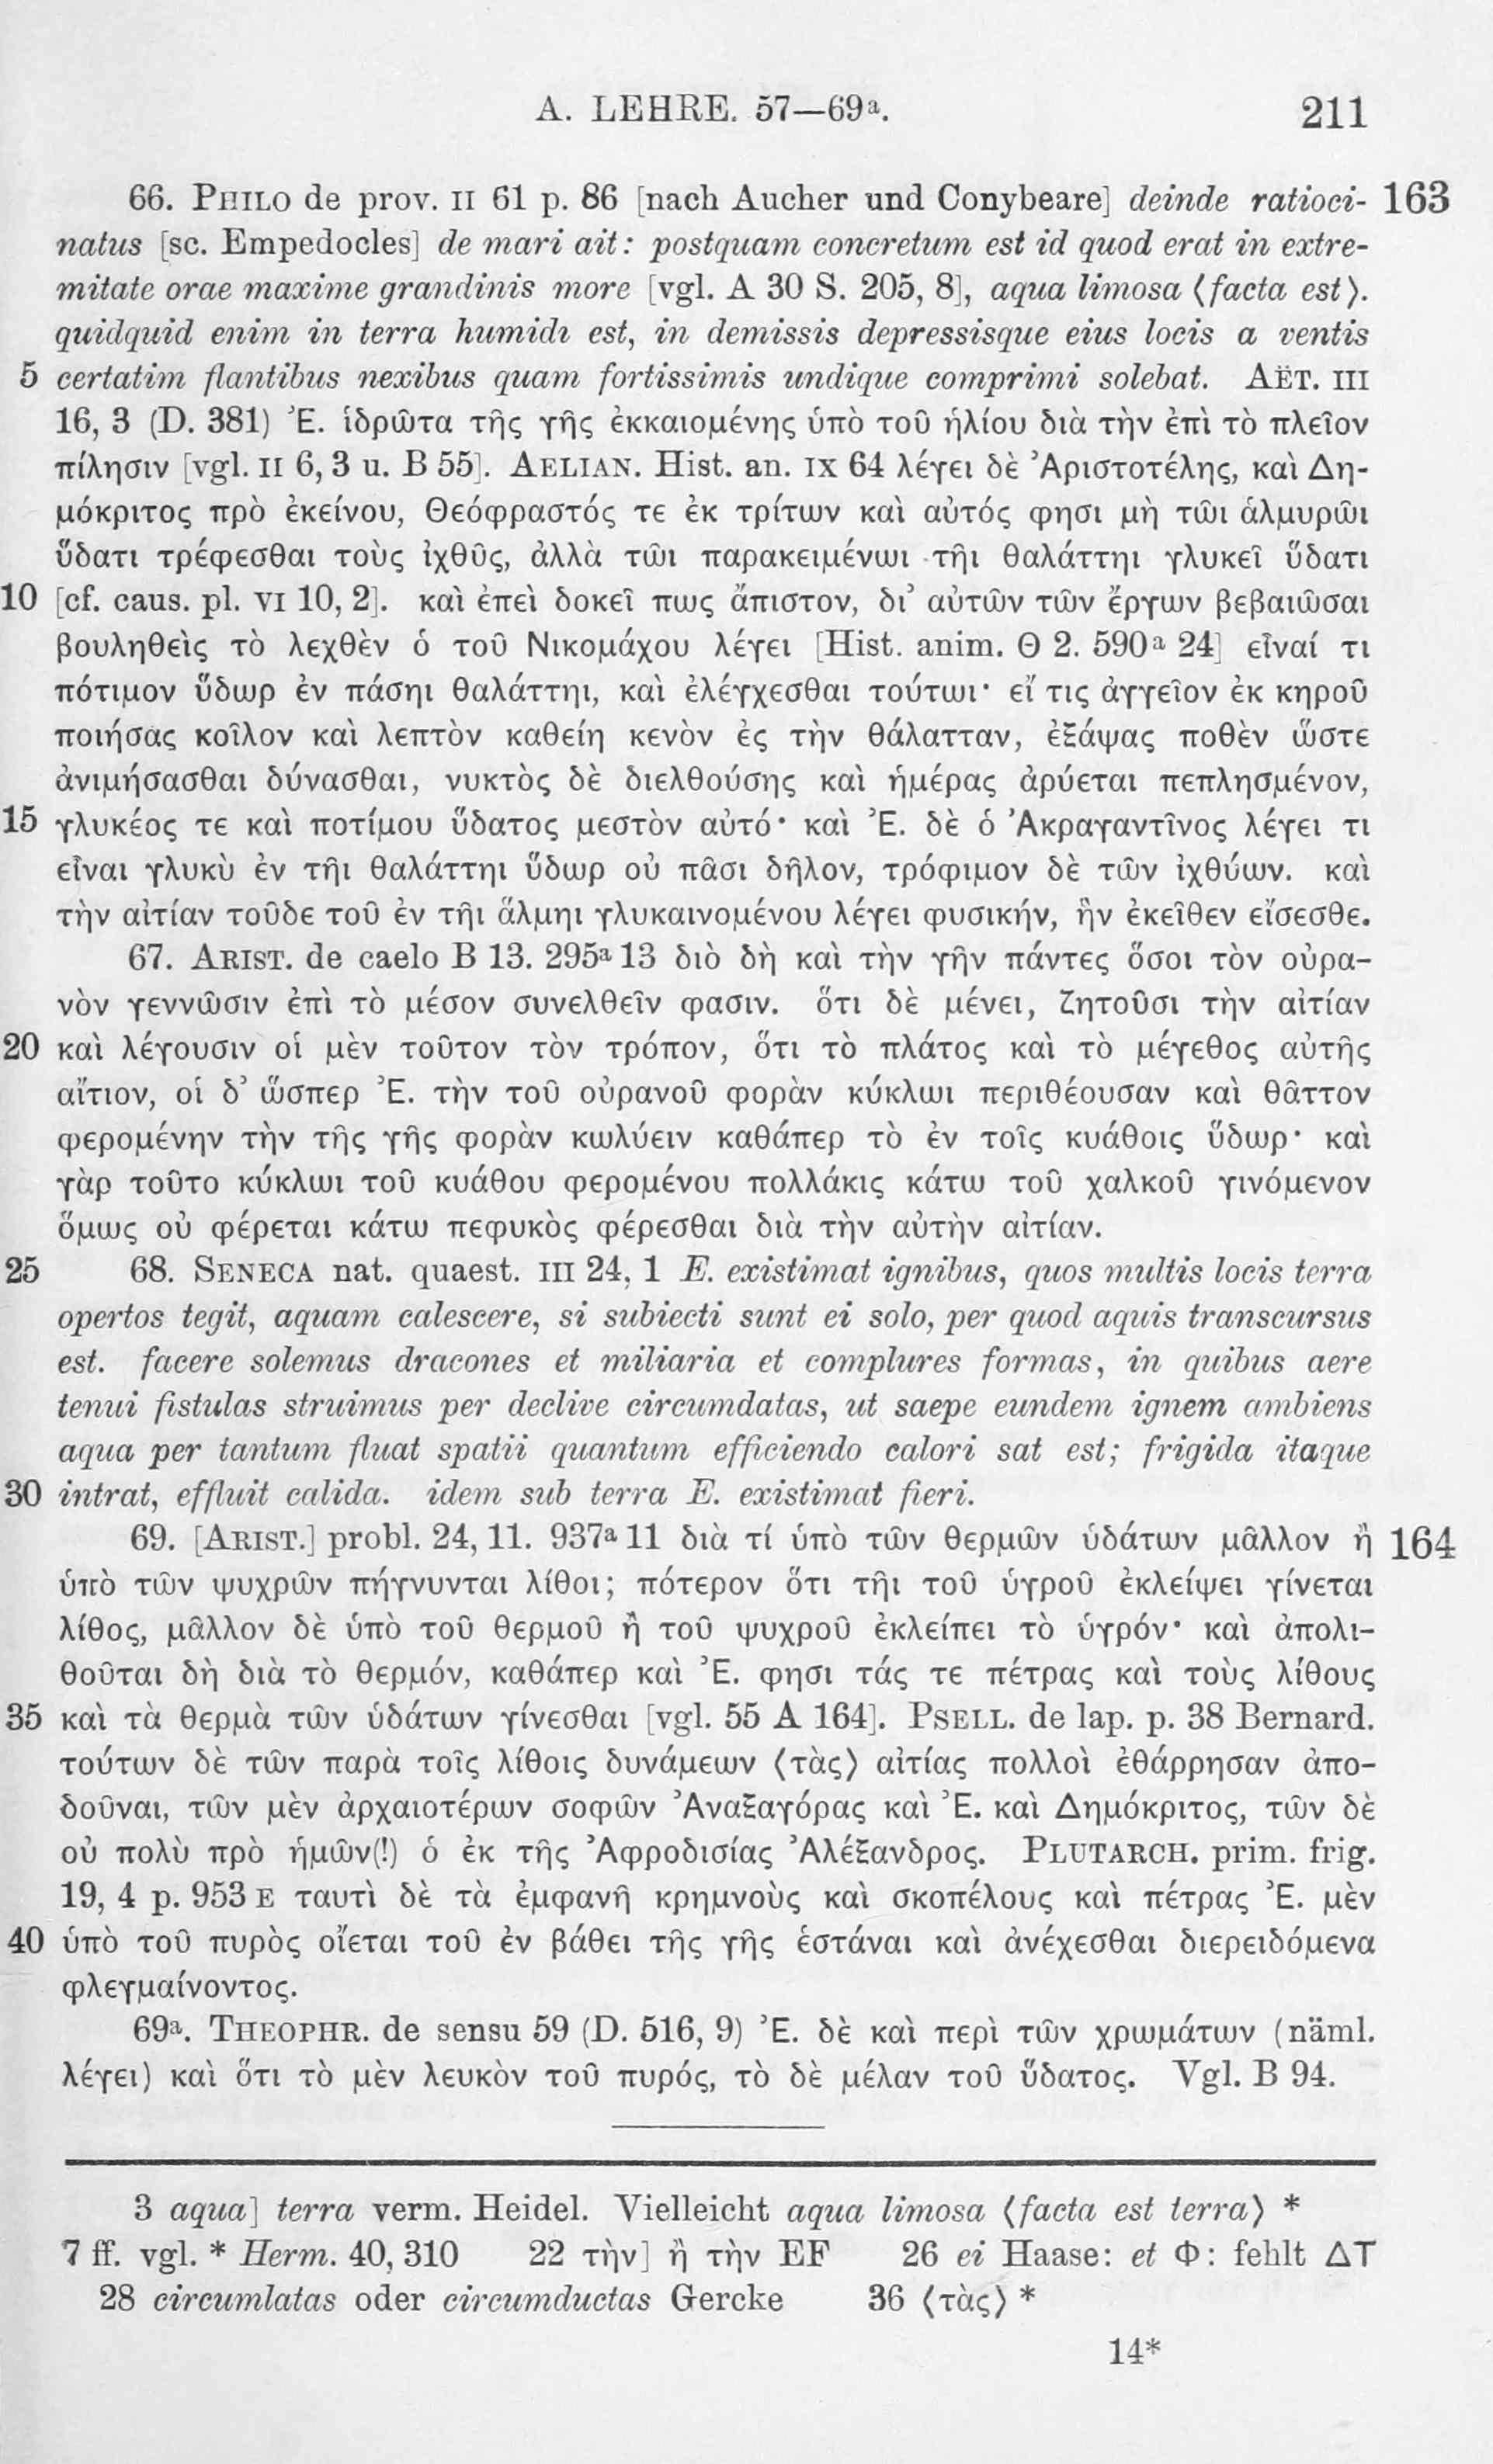 A. LEHRE. 57—69ª. 211
66. PHILO de prov. II 61 p. 86 [nach Aucher und Conybeare] deinde ratioci- 163
natus [sc. Empedocles] de mari ait: postquam concretum est id quod erat in extre-
mitate orae maxime grandinis more [vgl. A 30 S. 205, 8], aqua limosa ⟨facta est⟩.
quidquid enim in terra humidi est, in demissis depressisque eius locis a ventis
5 certatim flantibus nexibus quam fortissimis undique comprimi solebat. AËT. III
16, 3 (D. 381) Ἐ. ἱδρῶτα τῆς γῆς ἐκκαιομένης ὑπὸ τοῦ ἡλίου διὰ τὴν ἐπὶ τὸ πλεῖον
πίλησιν [vgl. II 6, 3 u. B 55]. AELIAN. Hist. an. IX 64 λέγει δὲ Ἀριστοτέλης, καὶ Δη-
μόκριτος πρὸ ἐκείνου, Θεόφραστός τε ἐκ τρίτων καὶ αὐτός φησι μὴ τῶι ἁλμυρῶι
ὕδατι τρέφεσθαι τοὺς ἰχθῦς, ἀλλὰ τῶι παρακειμένωι τῆι θαλάττηι γλυκεῖ ὕδατι
10 [cf. caus. pl. VI 10, 2]. καὶ ἐπεὶ δοκεῖ πως ἄπιστον, δι᾽ αὐτῶν τῶν ἔργων βεβαιῶσαι
βουληθεὶς τὸ λεχθὲν ὁ τοῦ Νικομάχου λέγει [Hist. anim. Θ 2. 590ª 24] εἶναί τι
πότιμον ὕδωρ ἐν πάσηι θαλάττηι, καὶ ἐλέγχεσθαι τούτωι· εἴ τις ἀγγεῖον ἐκ κηροῦ
ποιήσας κοῖλον καὶ λεπτὸν καθείη κενὸν ἐς τὴν θάλατταν, ἐξάψας ποθὲν ὥστε
ἀνιμήσασθαι δύνασθαι, νυκτὸς δὲ διελθούσης καὶ ἡμέρας ἀρύεται πεπλησμένον,
15 γλυκέος τε καὶ ποτίμου ὕδατος μεστὸν αὐτό· καὶ Ἐ. δὲ ὁ Ἀκραγαντῖνος λέγει τι
εἶναι γλυκὺ ἐν τῆι θαλάττηι ὕδωρ οὐ πᾶσι δῆλον, τρόφιμον δὲ τῶν ἰχθύων. καὶ
τὴν αἰτίαν τοῦδε τοῦ ἐν τῆι ἅλμηι γλυκαινομένου λέγει φυσικήν, ἣν ἐκεῖθεν εἴσεσθε.
67. ARIST. de caelo B 13. 295ª 13 διὸ δὴ καὶ τὴν γῆν πάντες ὅσοι τὸν οὐρα-
νὸν γεννῶσιν ἐπὶ τὸ μέσον συνελθεῖν φασιν. ὅτι δὲ μένει, ζητοῦσι τὴν αἰτίαν
20 καὶ λέγουσιν οἱ μὲν τοῦτον τὸν τρόπον, ὅτι τὸ πλάτος καὶ τὸ μέγεθος αὐτῆς
αἴτιον, οἱ δ᾽ ὥσπερ Ἐ. τὴν τοῦ οὐρανοῦ φορὰν κύκλωι περιθέουσαν καὶ θᾶττον
φερομένην τὴν τῆς γῆς φορὰν κωλύειν καθάπερ τὸ ἐν τοῖς κυάθοις ὕδωρ· καὶ
γὰρ τοῦτο κύκλωι τοῦ κυάθου φερομένου πολλάκις κάτω τοῦ χαλκοῦ γινόμενον
ὅμως οὐ φέρεται κάτω πεφυκὸς φέρεσθαι διὰ τὴν αὐτὴν αἰτίαν.
25 68. SENECA nat. quaest. III 24, 1 E. existimat ignibus, quos multis locis terra
opertos tegit, aquam calescere, si subiecti sunt ei solo, per quod aquis transcursus
est. facere solemus dracones et miliaria et complures formas, in quibus aere
tenui fistulas struimus per declive circumdatas, ut saepe eundem ignem ambiens
aqua per tantum fluat spatii quantum efficiendo calori sat est; frigida itaque
30 intrat, effluit calida. idem sub terra E. existimat fieri.
69. [ARIST.] probl. 24, 11. 937ª 11 διὰ τί ὑπὸ τῶν θερμῶν ὑδάτων μᾶλλον ἢ 164
ὑπὸ τῶν ψυχρῶν πήγνυνται λίθοι; πότερον ὅτι τῆι τοῦ ὑγροῦ ἐκλείψει γίνεται
λίθος, μᾶλλον δὲ ὑπὸ τοῦ θερμοῦ ἢ τοῦ ψυχροῦ ἐκλείπει τὸ ὑγρόν· καὶ ἀπολι-
θοῦται δὴ διὰ τὸ θερμόν, καθάπερ καὶ Ἐ. φησι τάς τε πέτρας καὶ τοὺς λίθους
35 καὶ τὰ θερμὰ τῶν ὑδάτων γίνεσθαι [vgl. 55 A 164]. PSELL. de lap. p. 38 Bernard.
τούτων δὲ τῶν παρὰ τοῖς λίθοις δυνάμεων ⟨τὰς⟩ αἰτίας πολλοὶ ἐθάρρησαν ἀπο-
δοῦναι, τῶν μὲν ἀρχαιοτέρων σοφῶν Ἀναξαγόρας καὶ Ἐ. καὶ Δημόκριτος, τῶν δὲ
οὐ πολὺ πρὸ ἡμῶν(!) ὁ ἐκ τῆς Ἀφροδισίας Ἀλέξανδρος. PLUTARCH. prim. frig.
19, 4 p. 953 E ταυτὶ δὲ τὰ ἐμφανῆ κρημνοὺς καὶ σκοπέλους καὶ πέτρας Ἐ. μὲν
40 ὑπὸ τοῦ πυρὸς οἴεται τοῦ ἐν βάθει τῆς γῆς ἑστάναι καὶ ἀνέχεσθαι διερειδόμενα
φλεγμαίνοντος.
69ª. THEOPHR. de sensu 59 (D. 516, 9) Ἐ. δὲ καὶ περὶ τῶν χρωμάτων (näml.
λέγει) καὶ ὅτι τὸ μὲν λευκὸν τοῦ πυρός, τὸ δὲ μέλαν τοῦ ὕδατος. Vgl. B 94.
3 aqua] terra verm. Heidel. Vielleicht aqua limosa ⟨facta est terra⟩ *
7 ff. vgl. * Herm. 40, 310 22 τὴν] ἢ τὴν EF 26 ei Haase: et Φ: fehlt ΔΤ
28 circumlatas oder circumductas Gercke 36 ⟨τὰς⟩ *
14*